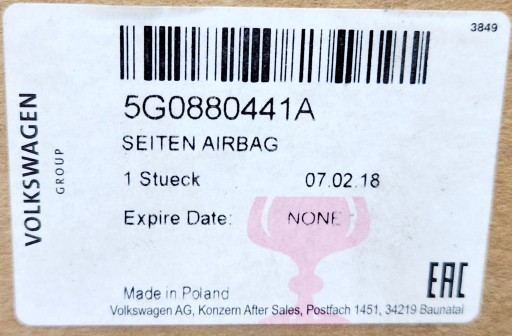 3849
VOLKSWAGEN
GROUP
5G0880441A
SEITEN AIRBAG
1 Stueck 07.02.18
Expire Date: NONE
Made in Poland
EAC
Volkswagen AG, Konzern After Sales, Postfach 1451, 34219 Baunatal